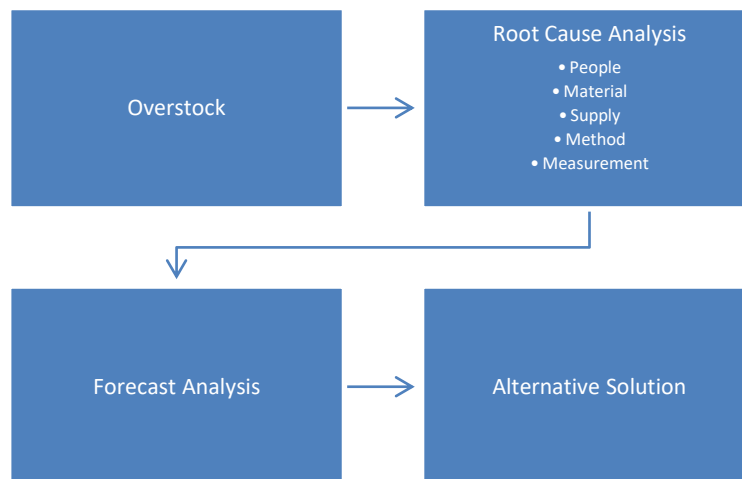 Overstock
Root Cause Analysis
• People
• Material
• Supply
• Method
• Measurement
Forecast Analysis
Alternative Solution